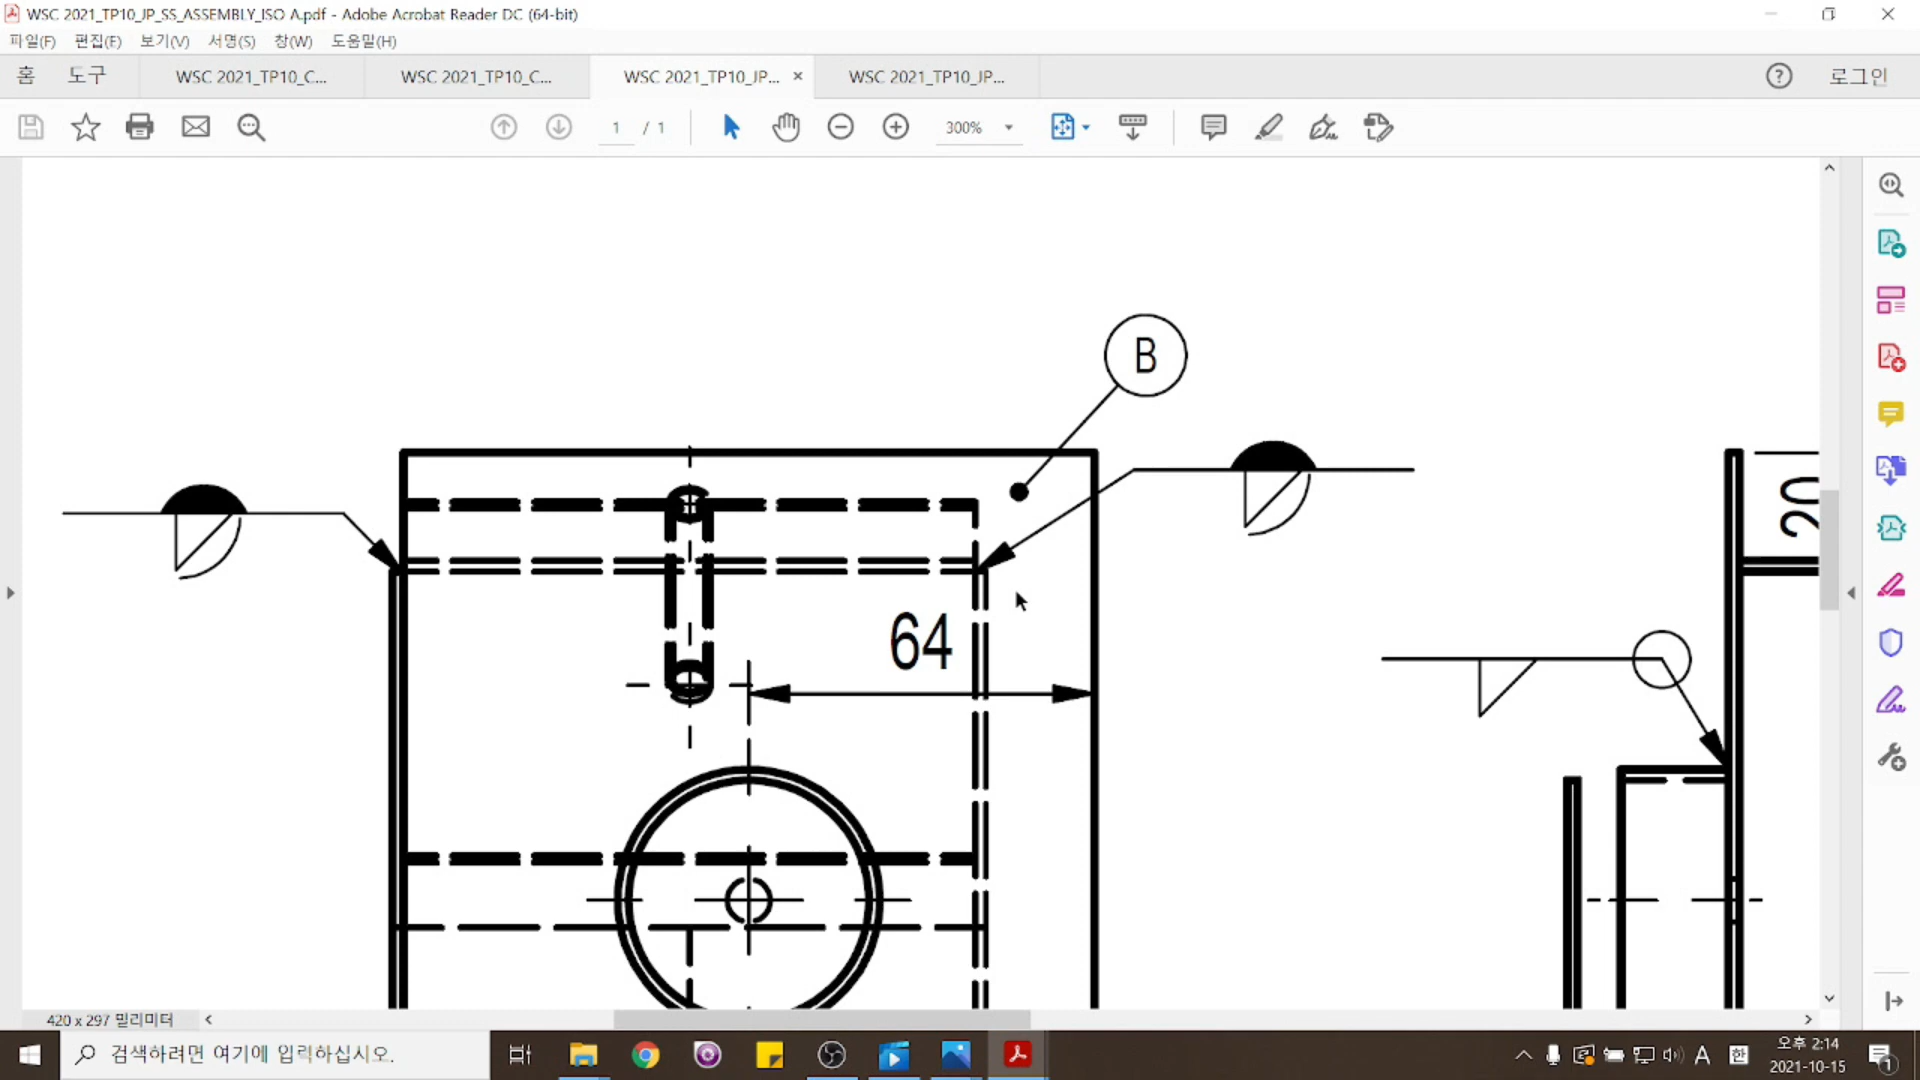 WSC 2021_TP10_JP_SS_ASSEMBLY_ISO A.pdf - Adobe Acrobat Reader DC (64-bit)
파일(F) 편집(E) 보기(V) 서명(S) 창(W) 도움말(H)
홈 도구 WSC 2021_TP10_C... WSC 2021_TP10_C... WSC 2021_TP10_JP... × WSC 2021_TP10_JP... ? 로그인
1 / 1 300%
B
20
64
420 x 297 밀리미터
검색하려면 여기에 입력하십시오. A 한 오후 2:14
2021-10-15 1